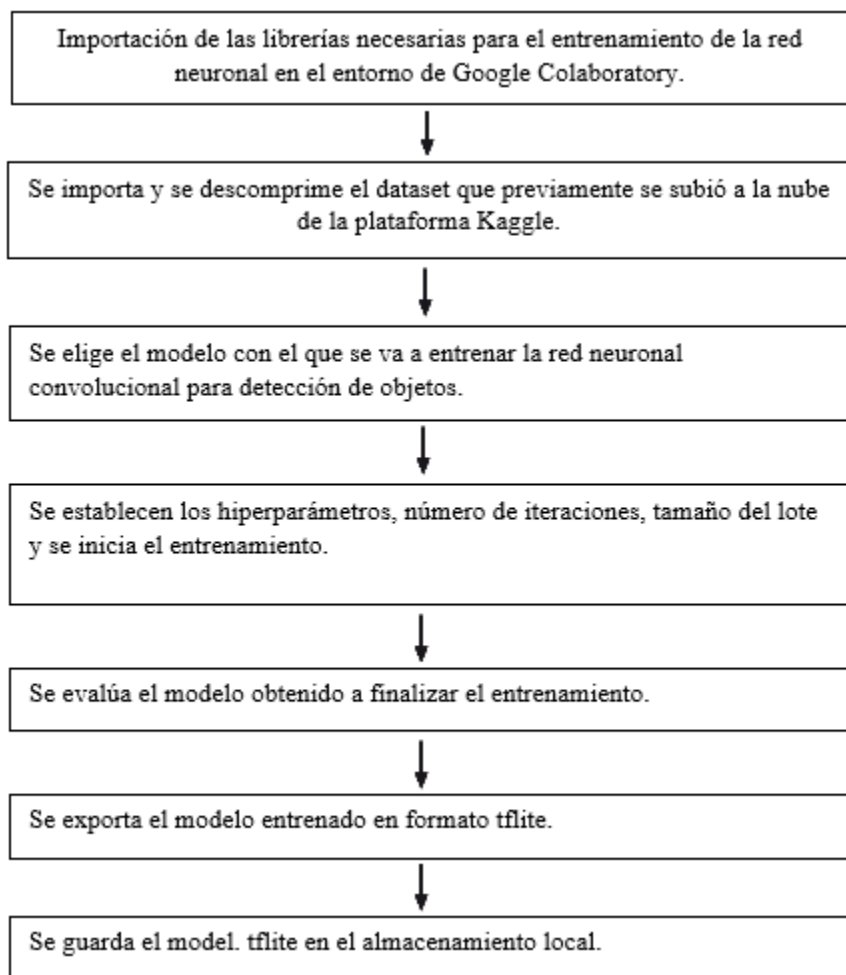 Importación de las librerías necesarias para el entrenamiento de la red
neuronal en el entorno de Google Colaboratory.
Se importa y se descomprime el dataset que previamente se subió a la nube
de la plataforma Kaggle.
Se elige el modelo con el que se va a entrenar la red neuronal
convolucional para detección de objetos.
Se establecen los hiperparámetros, número de iteraciones, tamaño del lote
y se inicia el entrenamiento.
Se evalúa el modelo obtenido a finalizar el entrenamiento.
Se exporta el modelo entrenado en formato tflite.
Se guarda el model. tflite en el almacenamiento local.